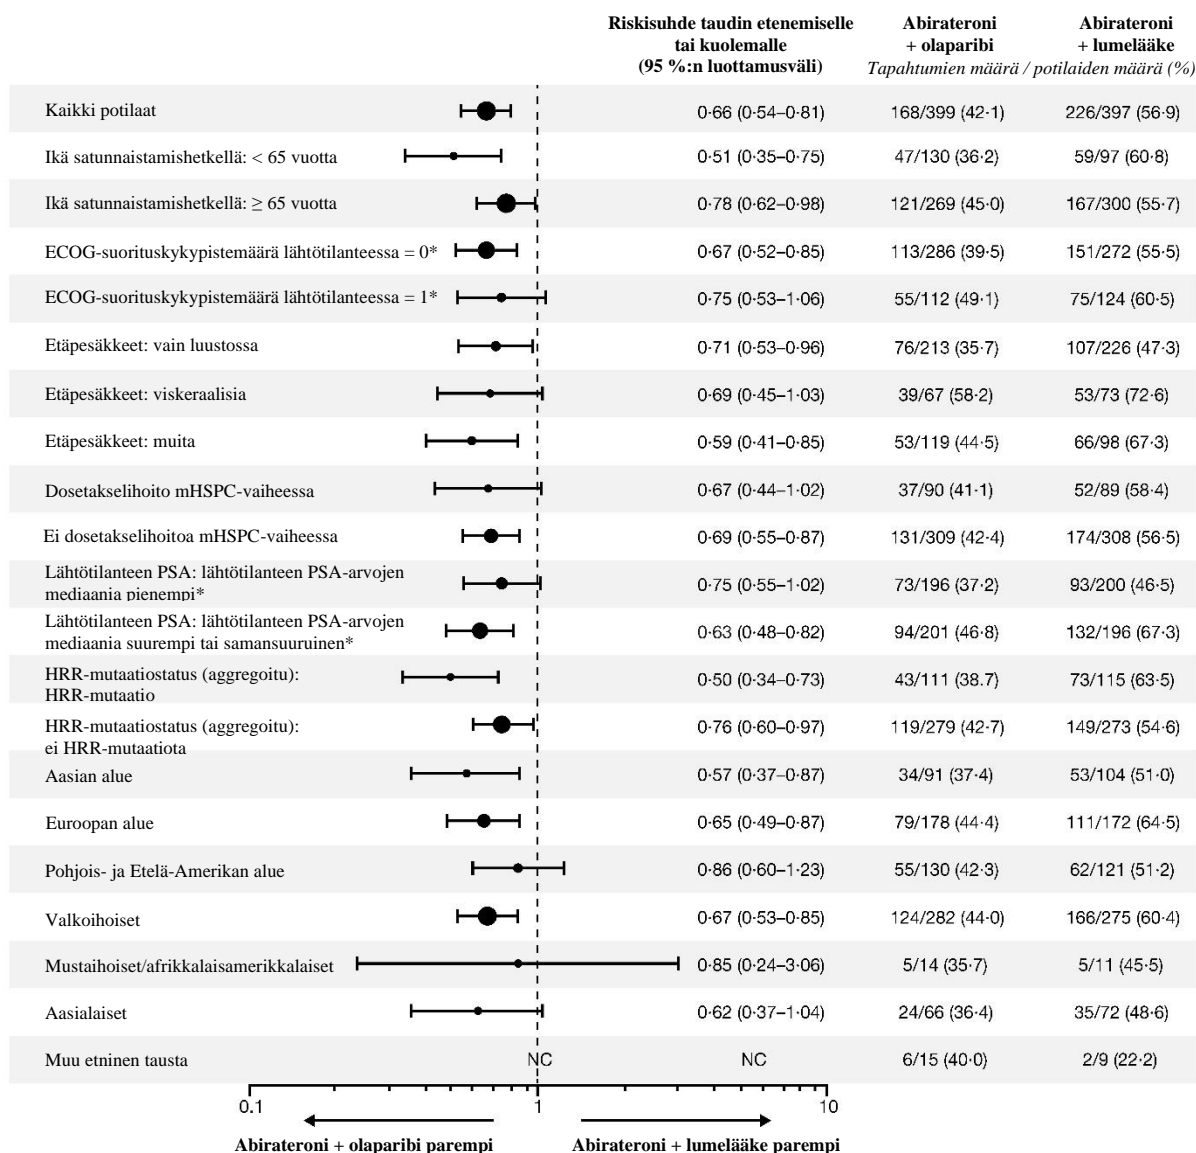 Riskisuhde taudin etenemiselle tai kuolemalle (95 %:n luottamusväli) Abirateroni + olaparibi Abirateroni + lumelääke
Tapahtumien määrä / potilaiden määrä (%)
Kaikki potilaat 0·66 (0·54–0·81) 168/399 (42·1) 226/397 (56·9)
Ikä satunnaistamishetkellä: < 65 vuotta 0·51 (0·35–0·75) 47/130 (36·2) 59/97 (60·8)
Ikä satunnaistamishetkellä: ≥ 65 vuotta 0·78 (0·62–0·98) 121/269 (45·0) 167/300 (55·7)
ECOG-suorituskykypistemäärä lähtötilanteessa = 0* 0·67 (0·52–0·85) 113/286 (39·5) 151/272 (55·5)
ECOG-suorituskykypistemäärä lähtötilanteessa = 1* 0·75 (0·53–1·06) 55/112 (49·1) 75/124 (60·5)
Etäpesäkkeet: vain luustossa 0·71 (0·53–0·96) 76/213 (35·7) 107/226 (47·3)
Etäpesäkkeet: viskeraalisia 0·69 (0·45–1·03) 39/67 (58·2) 53/73 (72·6)
Etäpesäkkeet: muita 0·59 (0·41–0·85) 53/119 (44·5) 66/98 (67·3)
Dosetakselihoito mHSPC-vaiheessa 0·67 (0·44–1·02) 37/90 (41·1) 52/89 (58·4)
Ei dosetakselihoitoa mHSPC-vaiheessa 0·69 (0·55–0·87) 131/309 (42·4) 174/308 (56·5)
Lähtötilanteen PSA: lähtötilanteen PSA-arvojen
mediaania pienempi* 0·75 (0·55–1·02) 73/196 (37·2) 93/200 (46·5)
Lähtötilanteen PSA: lähtötilanteen PSA-arvojen
mediaania suurempi tai samansuuruinen* 0·63 (0·48–0·82) 94/201 (46·8) 132/196 (67·3)
HRR-mutaatiostatus (aggregoitu):
HRR-mutaatio 0·50 (0·34–0·73) 43/111 (38.7) 73/115 (63·5)
HRR-mutaatiostatus (aggregoitu):
ei HRR-mutaatiota 0·76 (0·60–0·97) 119/279 (42·7) 149/273 (54·6)
Aasian alue 0·57 (0·37–0·87) 34/91 (37·4) 53/104 (51·0)
Euroopan alue 0·65 (0·49–0·87) 79/178 (44·4) 111/172 (64·5)
Pohjois- ja Etelä-Amerikan alue 0·86 (0·60–1·23) 55/130 (42·3) 62/121 (51·2)
Valkoihoiset 0·67 (0·53–0·85) 124/282 (44·0) 166/275 (60·4)
Mustaihoiset/afrikkalaisamerikkalaiset 0·85 (0·24–3·06) 5/14 (35·7) 5/11 (45·5)
Aasialaiset 0·62 (0·37–1·04) 24/66 (36·4) 35/72 (48·6)
Muu etninen tausta NC NC 6/15 (40·0) 2/9 (22·2)
0.1 1 10
Abirateroni + olaparibi parempi Abirateroni + lumelääke parempi